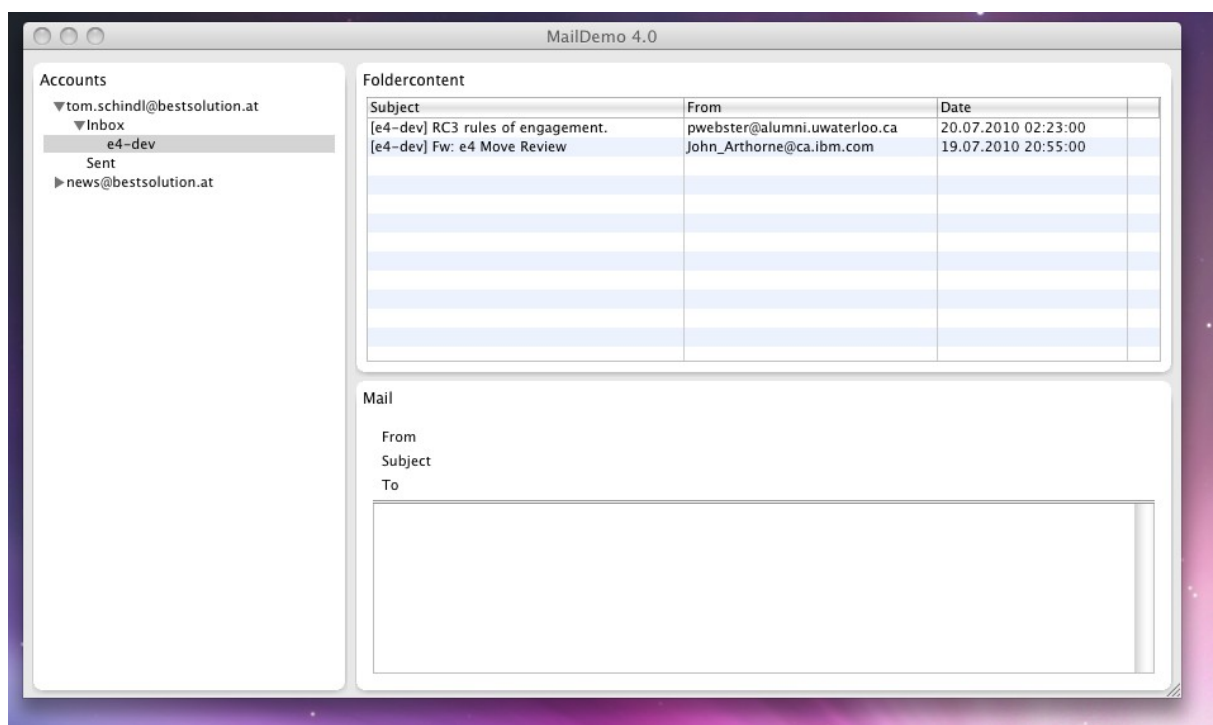 MailDemo 4.0
Accounts
tom.schindl@bestsolution.at
Inbox
e4-dev
Sent
news@bestsolution.at
Foldercontent
Subject From Date
[e4-dev] RC3 rules of engagement. pwebster@alumni.uwaterloo.ca 20.07.2010 02:23:00
[e4-dev] Fw: e4 Move Review John_Arthorne@ca.ibm.com 19.07.2010 20:55:00
Mail
From
Subject
To